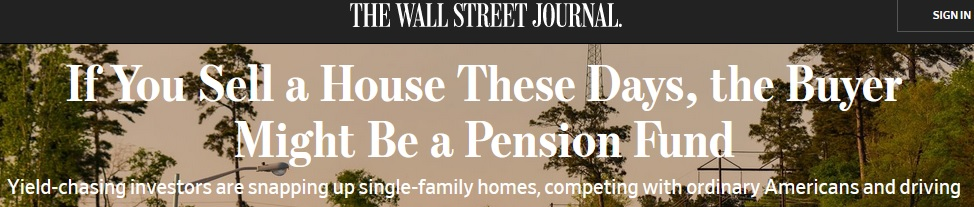 THE WALL STREET JOURNAL.
SIGN IN
If You Sell a House These Days, the Buyer
Might Be a Pension Fund
Yield-chasing investors are snapping up single-family homes, competing with ordinary Americans and driving